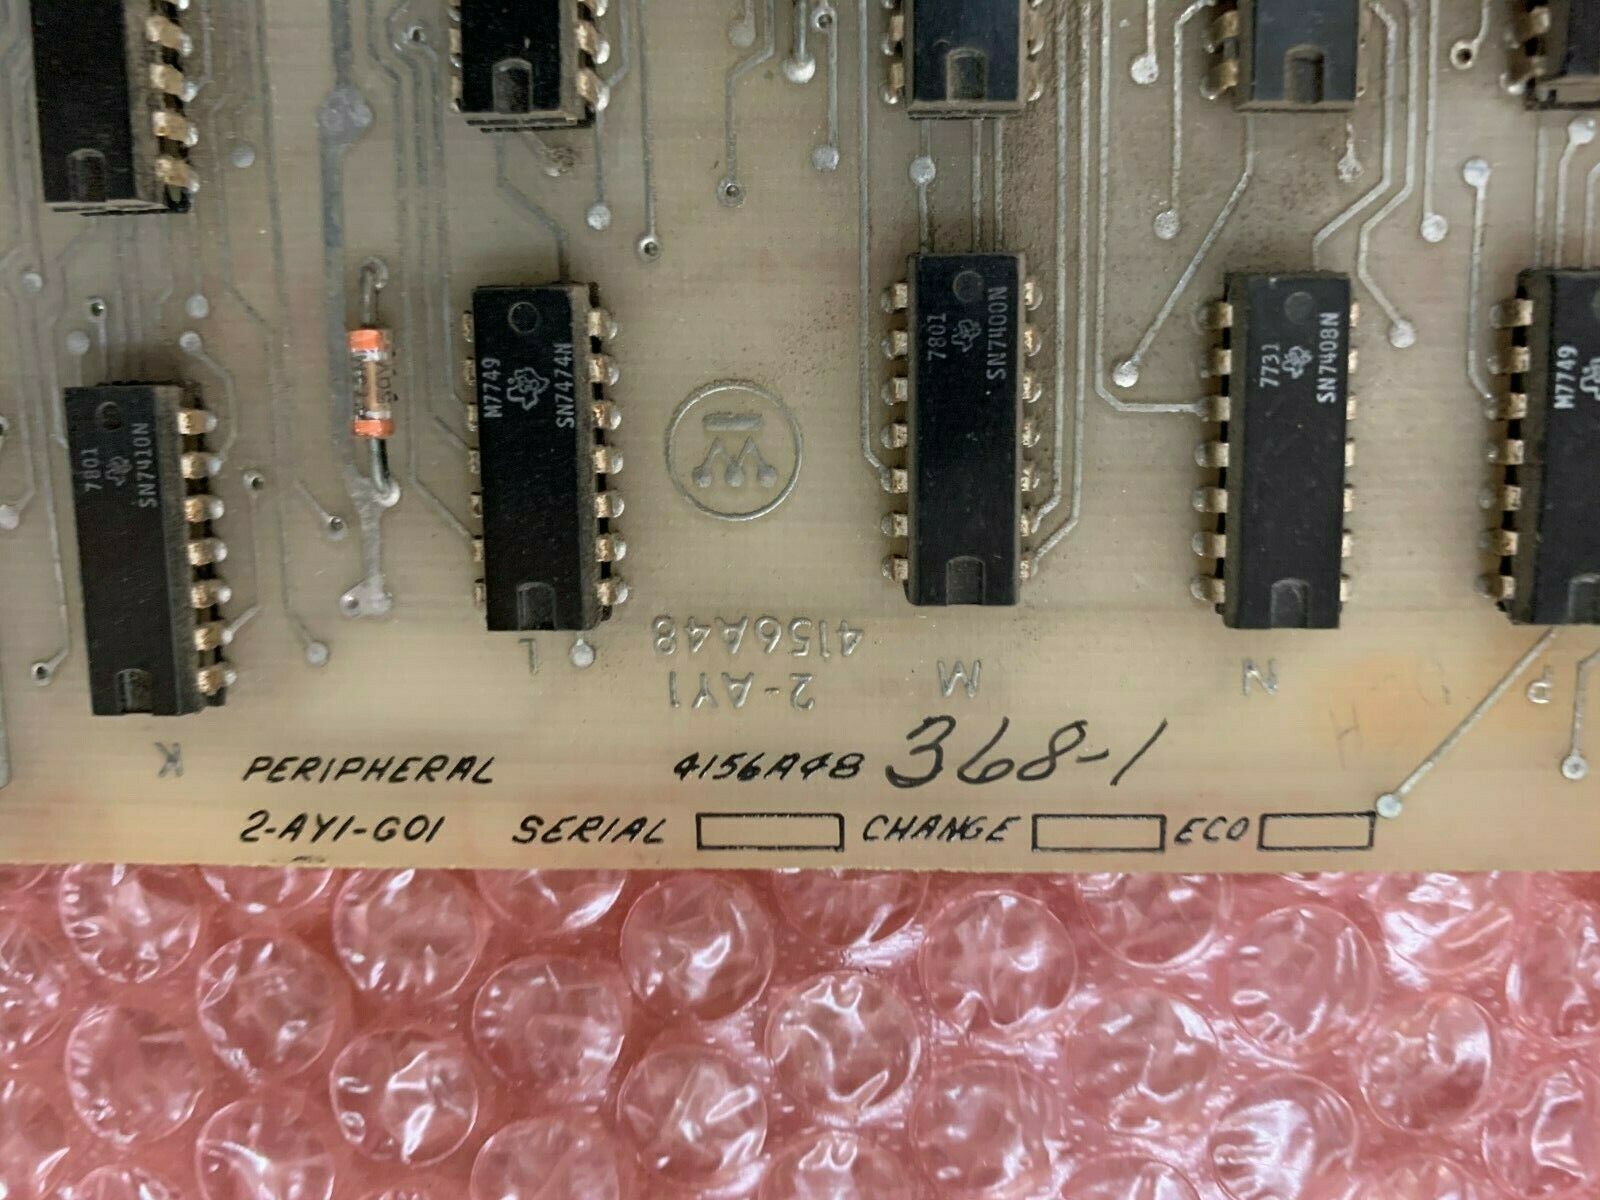 7801
SN7410N
M7749
SN7474N
7801
SN7400N
7731
SN7408N
M7749
4156A48
2-AY1
K
L
M
N
P
PERIPHERAL 4156A48 368-1
2-AY1-G01 SERIAL CHANGE ECO